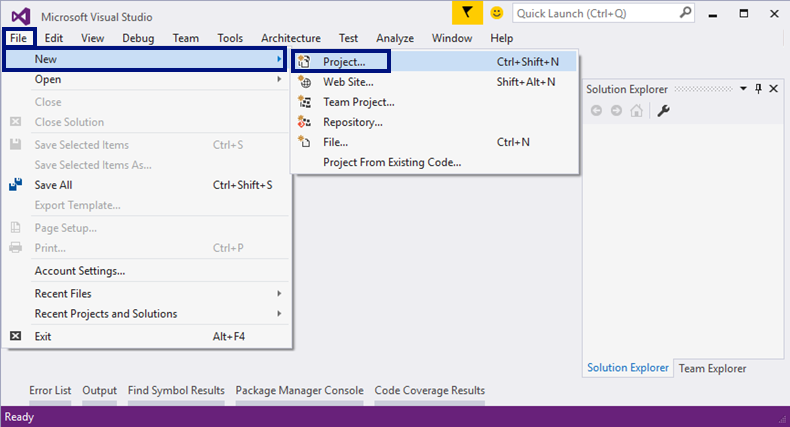 Microsoft Visual Studio
Quick Launch (Ctrl+Q)
File Edit View Debug Team Tools Architecture Test Analyze Window Help
New
Open
Close
Close Solution
Save Selected Items Ctrl+S
Save Selected Items As...
Save All Ctrl+Shift+S
Export Template...
Page Setup...
Print... Ctrl+P
Account Settings...
Recent Files
Recent Projects and Solutions
Exit Alt+F4
Project... Ctrl+Shift+N
Web Site... Shift+Alt+N
Team Project...
Repository...
File... Ctrl+N
Project From Existing Code...
Solution Explorer
Solution Explorer Team Explorer
Error List Output Find Symbol Results Package Manager Console Code Coverage Results
Ready